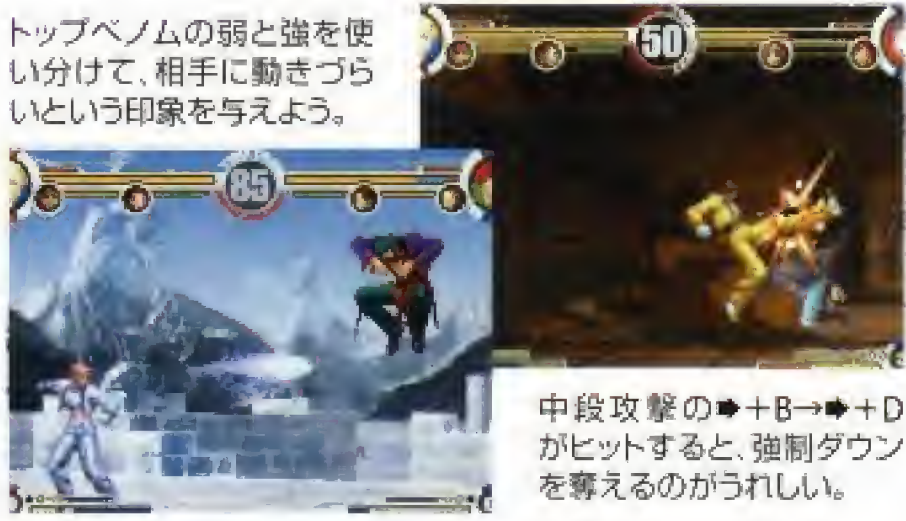 トップベノムの弱と強を使
い分けて、相手に動きづら
いという印象を与えよう。
50
85
中段攻撃の➡+B→➡+D
がヒットすると、強制ダウン
を奪えるのがうれしい。